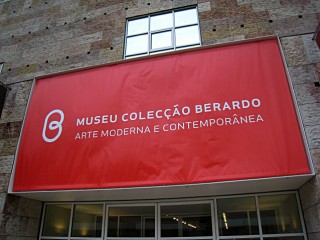 MUSEU COLECÇÃO BERARDO
ARTE MODERNA E CONTEMPORÂNEA